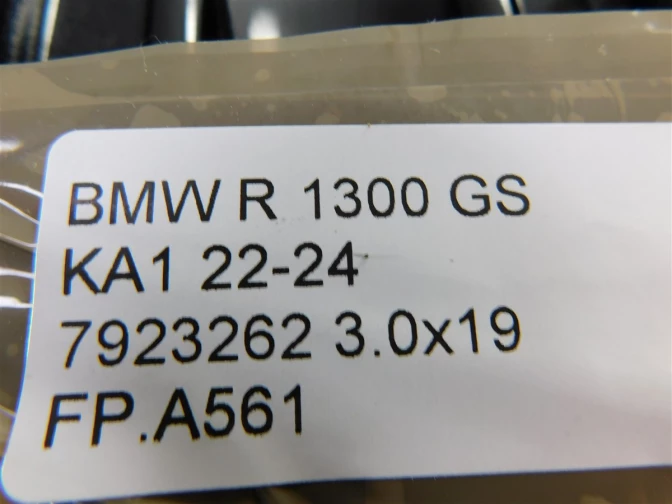 BMW R 1300 GS
KA1 22-24
7923262 3.0x19
FP.A561